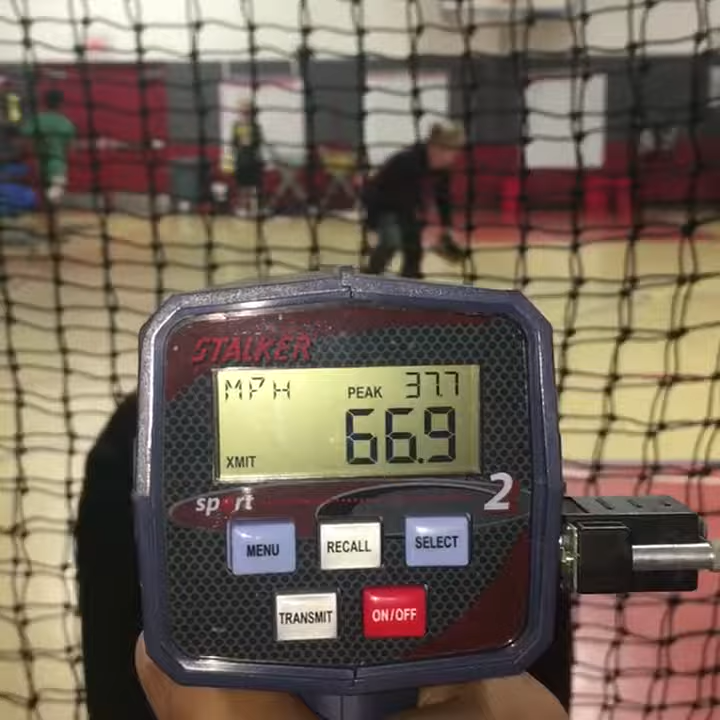 STALKER
MPH PEAK 37.7
66.9
XMIT
sport 2
MENU RECALL SELECT
TRANSMIT ON/OFF